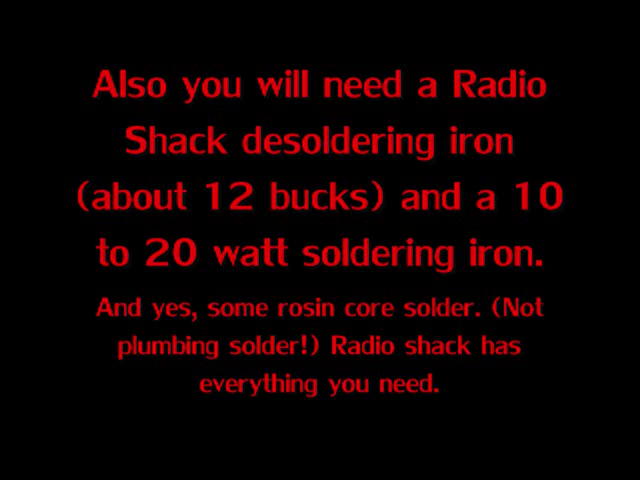 Also you will need a Radio
Shack desoldering iron
(about 12 bucks) and a 10
to 20 watt soldering iron.
And yes, some rosin core solder. (Not
plumbing solder!) Radio shack has
everything you need.